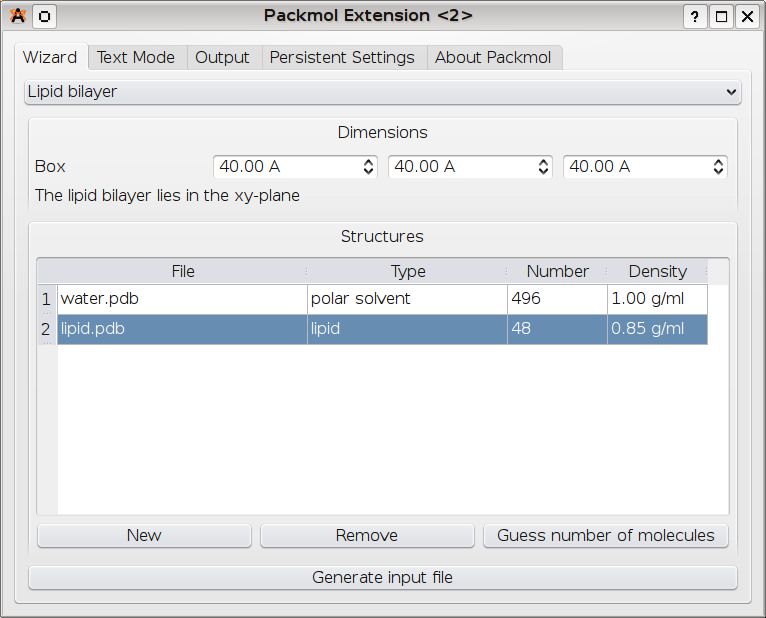 Packmol Extension <2>
Wizard Text Mode Output Persistent Settings About Packmol
Lipid bilayer
Dimensions
Box 40.00 A 40.00 A 40.00 A
The lipid bilayer lies in the xy-plane
Structures
File Type Number Density
1 water.pdb polar solvent 496 1.00 g/ml
2 lipid.pdb lipid 48 0.85 g/ml
New Remove Guess number of molecules
Generate input file